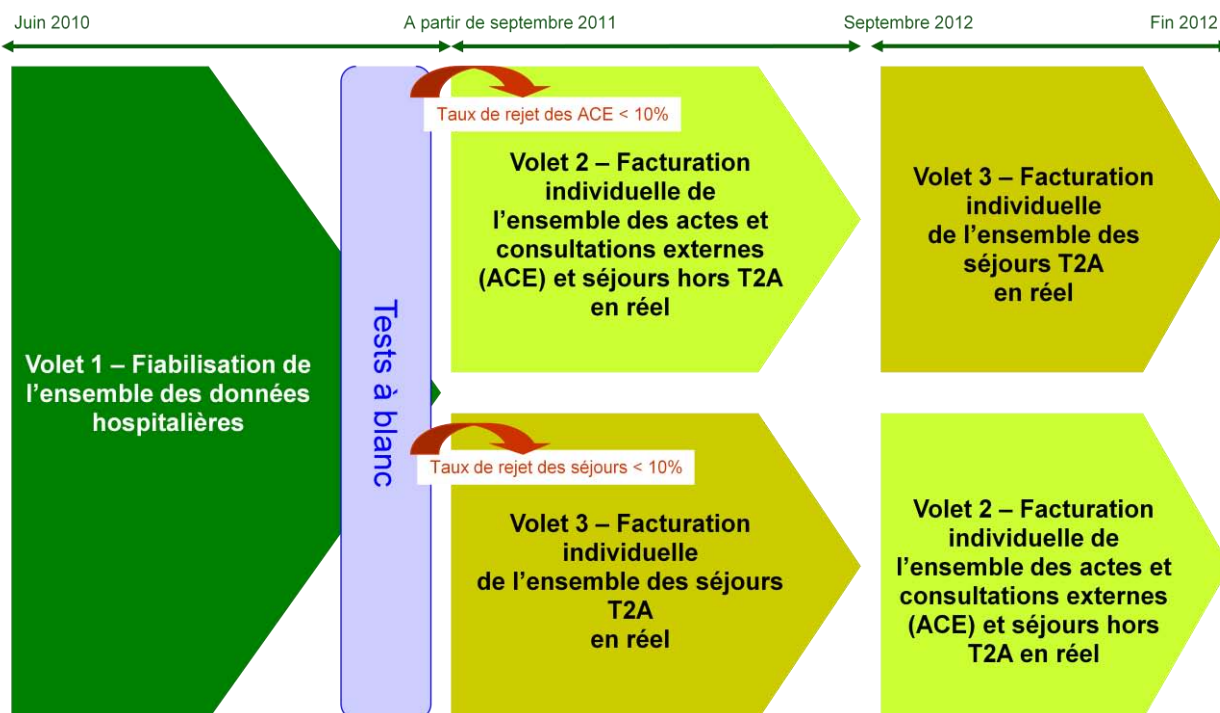 Juin 2010
A partir de septembre 2011
Septembre 2012
Fin 2012
Volet 1 – Fiabilisation de
l'ensemble des données
hospitalières
Tests à blanc
Taux de rejet des ACE < 10%
Volet 2 – Facturation
individuelle de
l'ensemble des actes et
consultations externes
(ACE) et séjours hors T2A
en réel
Volet 3 – Facturation
individuelle
de l'ensemble des
séjours T2A
en réel
Taux de rejet des séjours < 10%
Volet 3 – Facturation
individuelle
de l'ensemble des séjours
T2A
en réel
Volet 2 – Facturation
individuelle de
l'ensemble des actes et
consultations externes
(ACE) et séjours hors
T2A en réel